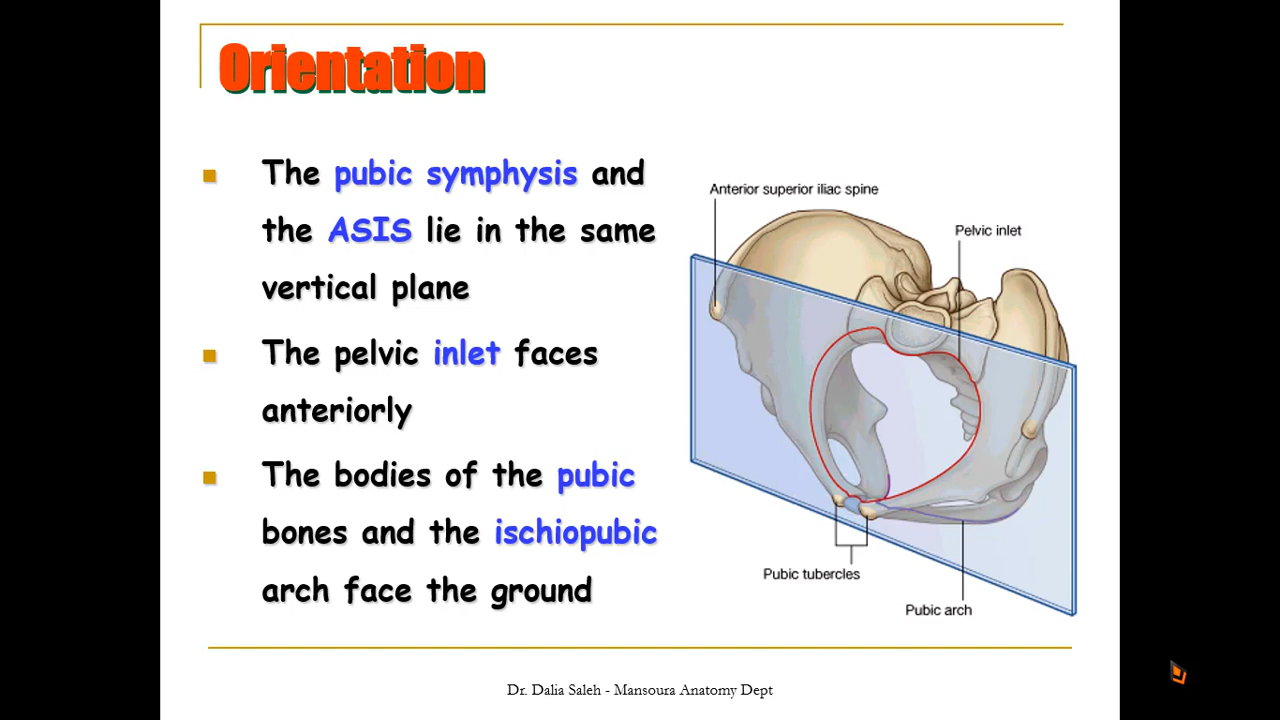 Orientation
The pubic symphysis and
the ASIS lie in the same
vertical plane
The pelvic inlet faces
anteriorly
The bodies of the pubic
bones and the ischiopubic
arch face the ground
Anterior superior iliac spine
Pelvic inlet
Pubic tubercles
Pubic arch
Dr. Dalia Saleh - Mansoura Anatomy Dept